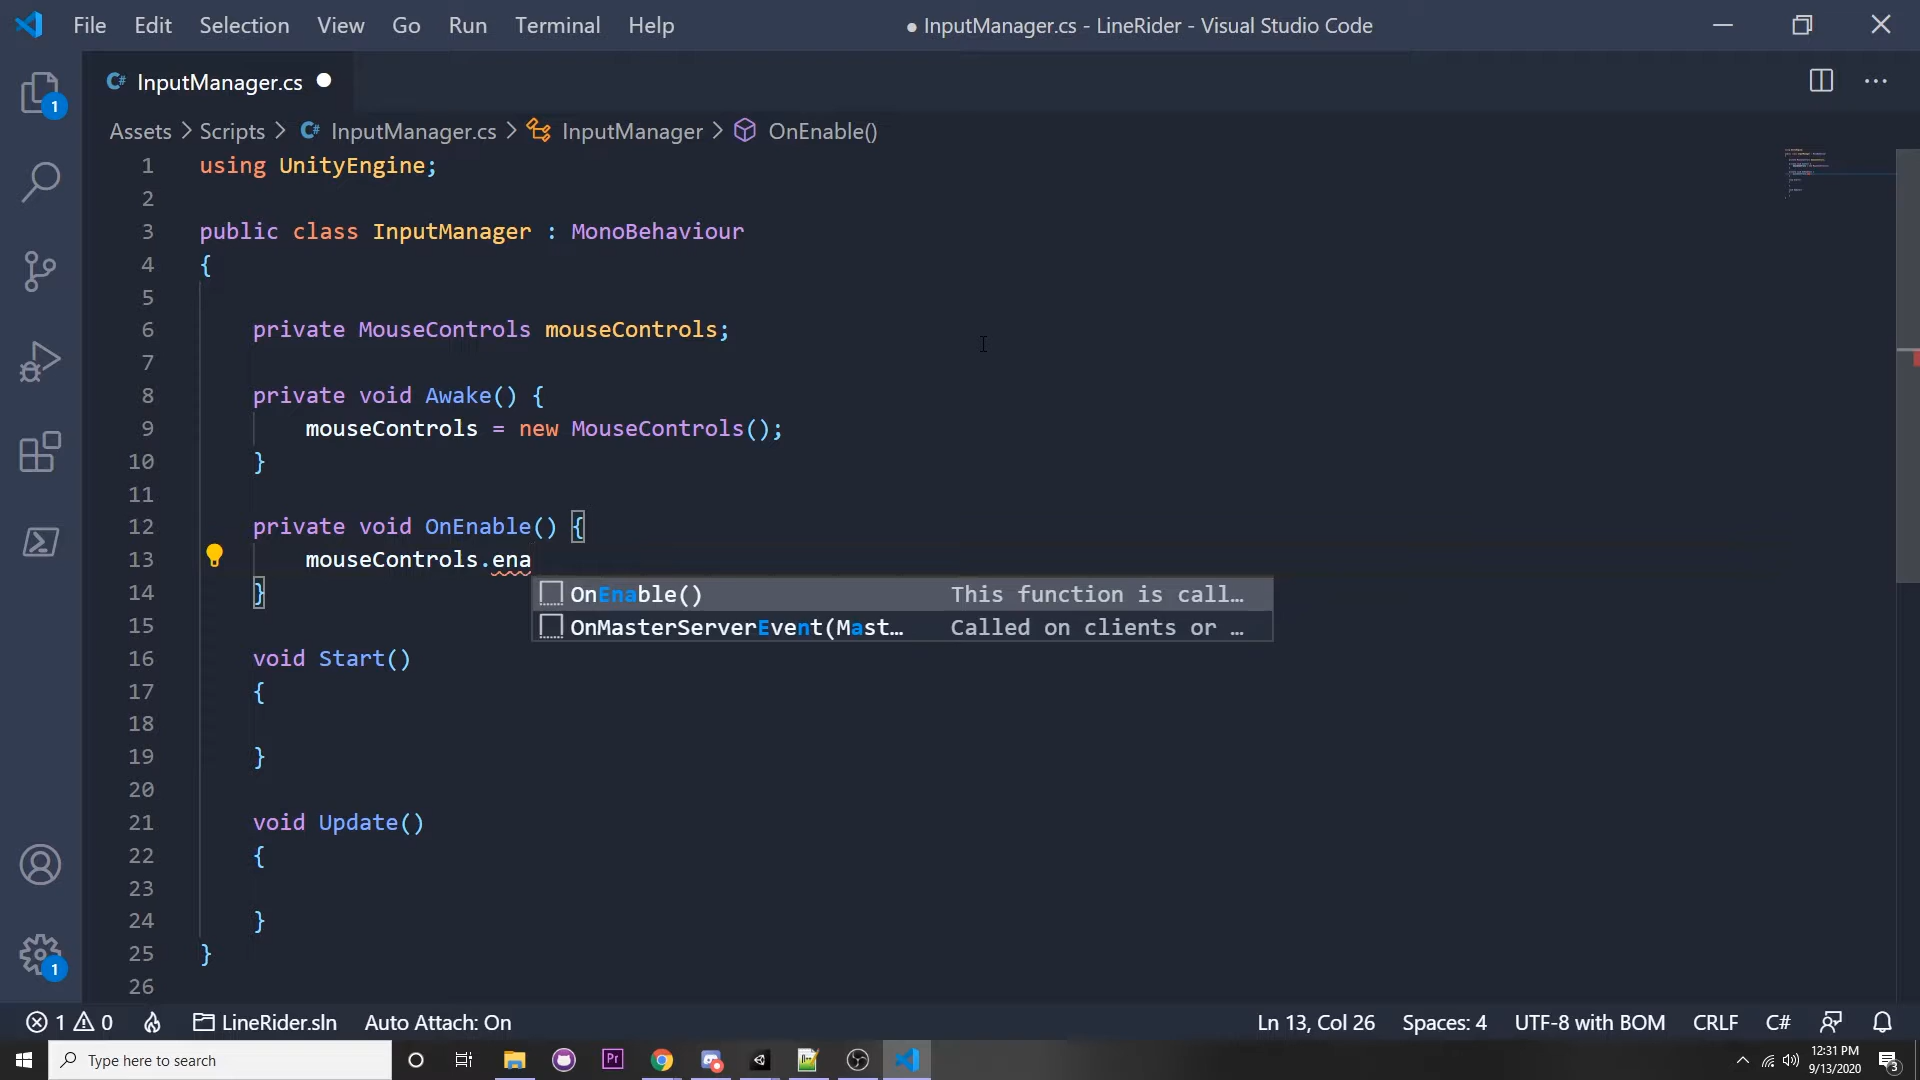 File Edit Selection View Go Run Terminal Help
● InputManager.cs - LineRider - Visual Studio Code
InputManager.cs
Assets > Scripts > InputManager.cs > InputManager > OnEnable()
1 using UnityEngine;
2
3 public class InputManager : MonoBehaviour
4 {
5
6 private MouseControls mouseControls;
7
8 private void Awake() {
9 mouseControls = new MouseControls();
10 }
11
12 private void OnEnable() {
13 mouseControls.ena
OnEnable() This function is call…
14 }
OnMasterServerEvent(Mast… Called on clients or …
15
16 void Start()
17 {
18
19 }
20
21 void Update()
22 {
23
24 }
25 }
26
1
1
1 0 LineRider.sln Auto Attach: On Ln 13, Col 26 Spaces: 4 UTF-8 with BOM CRLF C#
Type here to search
Pr
12:31 PM
9/13/2020
3